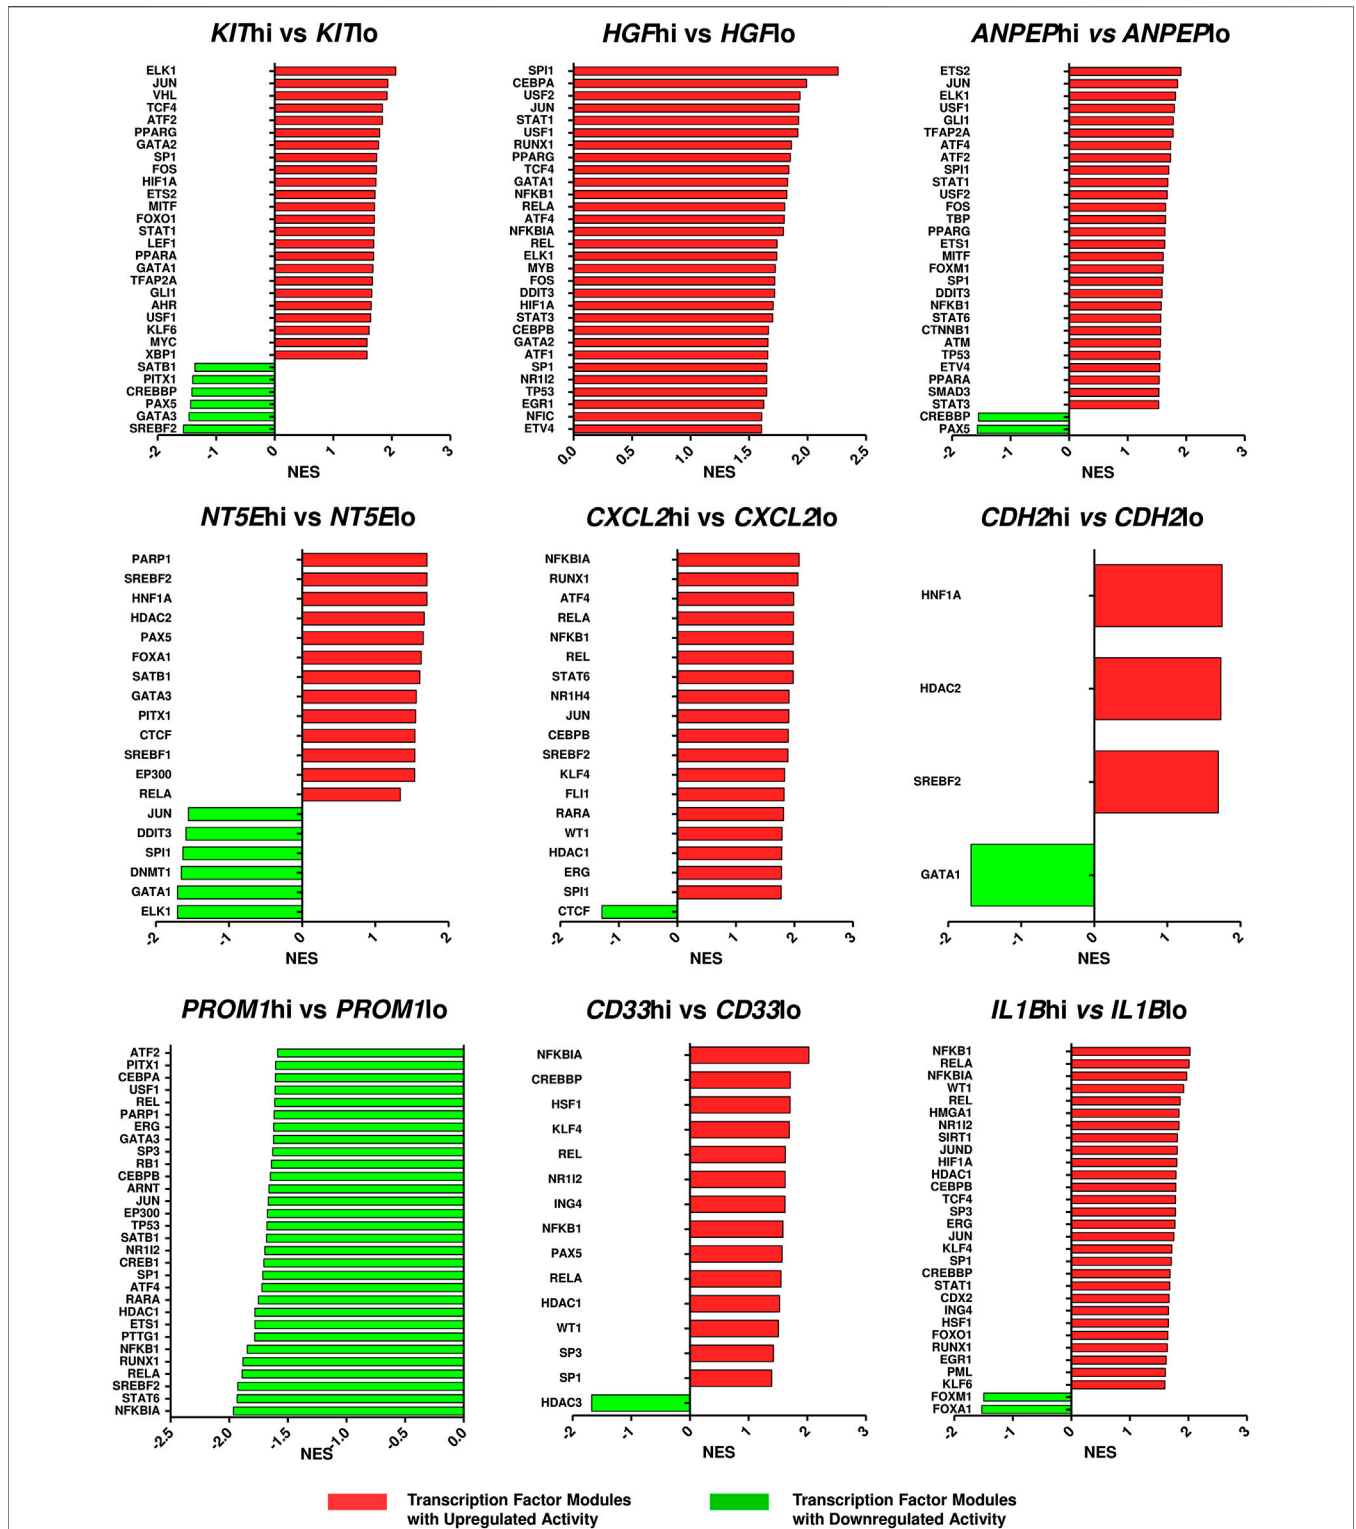 KIThi vs KITlo
ELK1
JUN
VHL
TCF4
ATF2
PPARG
GATA2
SP1
FOS
HIF1A
ETS2
MITF
FOXO1
STAT1
LEF1
PPARA
GATA1
TFAP2A
GLI1
AHR
USF1
KLF6
MYC
XBP1
SATB1
PITX1
CREBBP
PAX5
GATA3
SREBF2
-2 -1 0 1 2 3
NES
HGFhi vs HGFlo
SPI1
CEBPA
USF2
JUN
STAT1
USF1
RUNX1
PPARG
TCF4
GATA1
NFKB1
RELA
ATF4
NFKBIA
REL
ELK1
MYB
FOS
DDIT3
HIF1A
STAT3
CEBPB
GATA2
ATF1
SP1
NR1I2
TP53
EGR1
NFIC
ETV4
0.0 0.5 1.0 1.5 2.0 2.5
NES
ANPEPhi vs ANPEPlo
ETS2
JUN
ELK1
USF1
GLI1
TFAP2A
ATF4
ATF2
SPI1
STAT1
USF2
FOS
TBP
PPARG
ETS1
MITF
FOXM1
SP1
DDIT3
NFKB1
STAT6
CTNNB1
ATM
TP53
ETV4
PPARA
SMAD3
STAT3
CREBBP
PAX5
-2 -1 0 1 2 3
NES
NT5Ehi vs NT5Elo
PARP1
SREBF2
HNF1A
HDAC2
PAX5
FOXA1
SATB1
GATA3
PITX1
CTCF
SREBF1
EP300
RELA
JUN
DDIT3
SPI1
DNMT1
GATA1
ELK1
-2 -1 0 1 2
NES
CXCL2hi vs CXCL2lo
NFKBIA
RUNX1
ATF4
RELA
NFKB1
REL
STAT6
NR1H4
JUN
CEBPB
SREBF2
KLF4
FLI1
RARA
WT1
HDAC1
ERG
SPI1
CTCF
-2 -1 0 1 2 3
NES
CDH2hi vs CDH2lo
HNF1A
HDAC2
SREBF2
GATA1
-2 -1 0 1 2
NES
PROM1hi vs PROM1lo
ATF2
PITX1
CEBPA
USF1
REL
PARP1
ERG
GATA3
SP3
RB1
CEBPB
ARNT
JUN
EP300
TP53
SATB1
NR1I2
CREB1
SP1
ATF4
RARA
HDAC1
ETS1
PTTG1
NFKB1
RUNX1
RELA
SREBF2
STAT6
NFKBIA
-2.5 -2.0 -1.5 -1.0 -0.5 0.0
NES
CD33hi vs CD33lo
NFKBIA
CREBBP
HSF1
KLF4
REL
NR1I2
ING4
NFKB1
PAX5
RELA
HDAC1
WT1
SP3
SP1
HDAC3
-2 -1 0 1 2 3
NES
IL1Bhi vs IL1Blo
NFKB1
RELA
NFKBIA
WT1
REL
HMGA1
NR1I2
SIRT1
JUND
HIF1A
HDAC1
CEBPB
TCF4
SP3
ERG
JUN
KLF4
SP1
CREBBP
STAT1
CDX2
ING4
HSF1
FOXO1
RUNX1
EGR1
PML
KLF6
FOXM1
FOXA1
-2 -1 0 1 2 3
NES
Transcription Factor Modules
with Upregulated Activity
Transcription Factor Modules
with Downregulated Activity